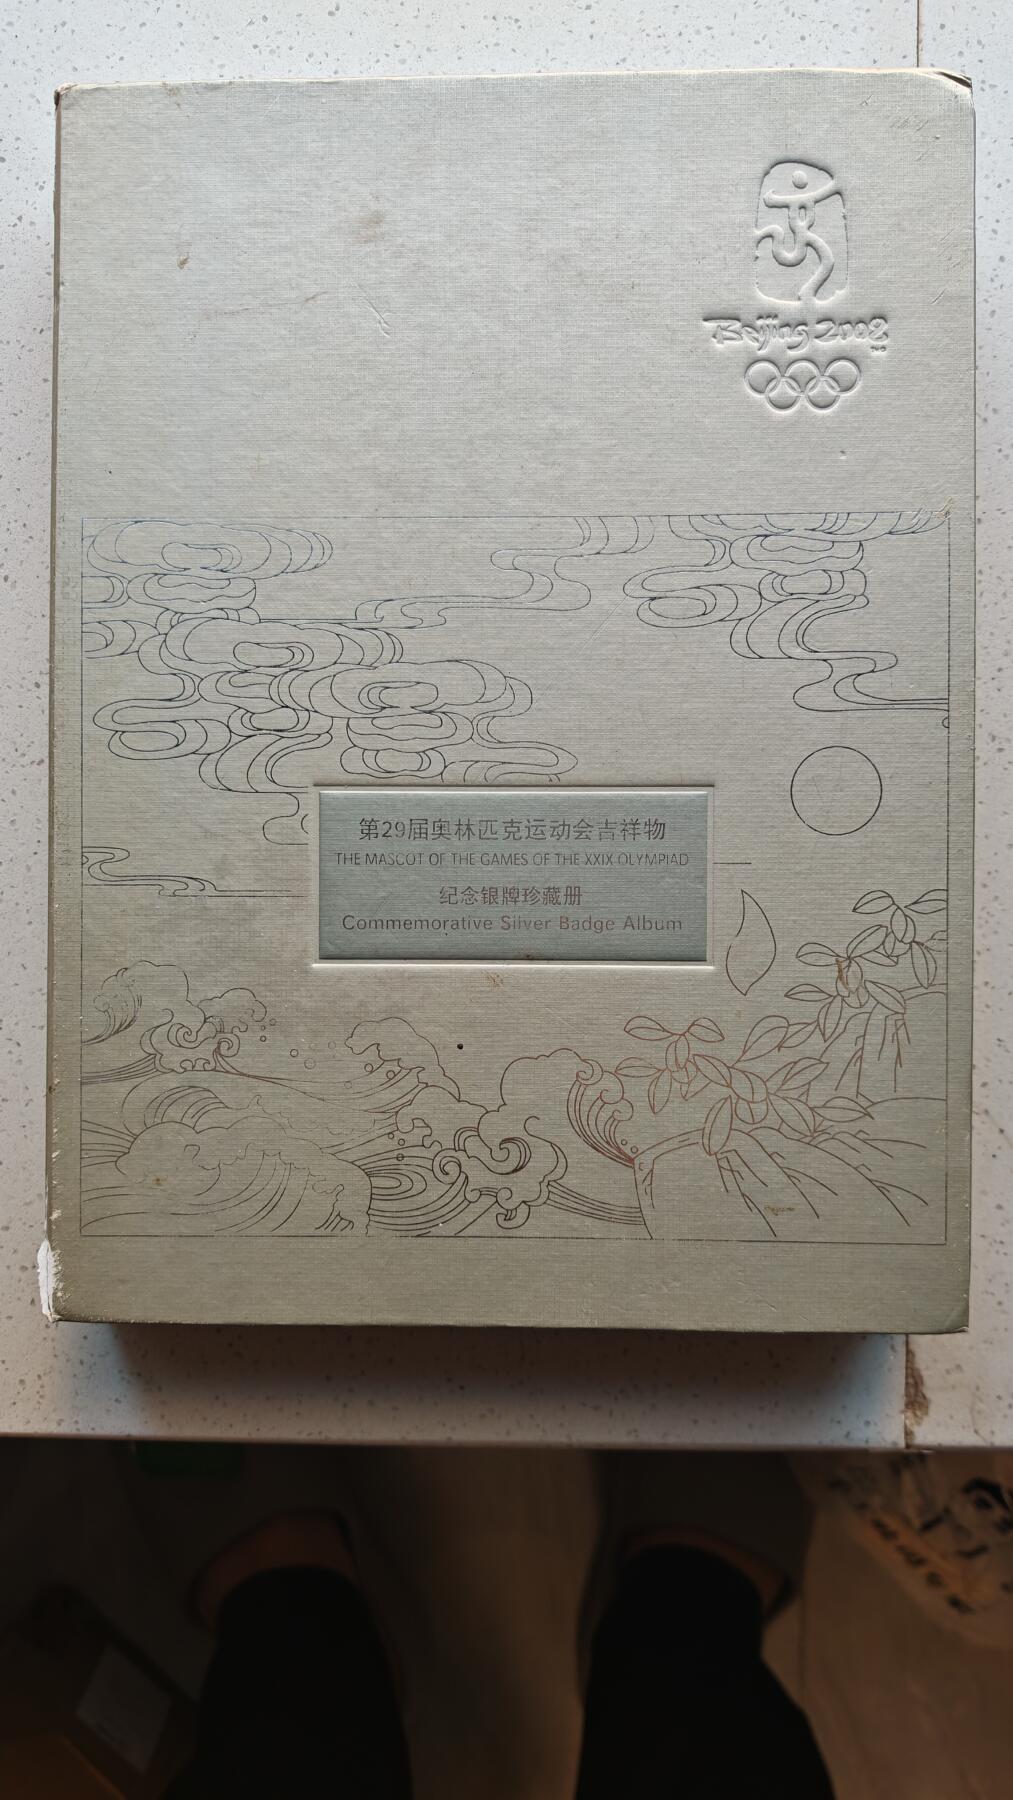 Beijing 2008
第29届奥林匹克运动会吉祥物
THE MASCOT OF THE GAMES OF THE XXIX OLYMPIAD
纪念银牌珍藏册
Commemorative Silver Badge Album